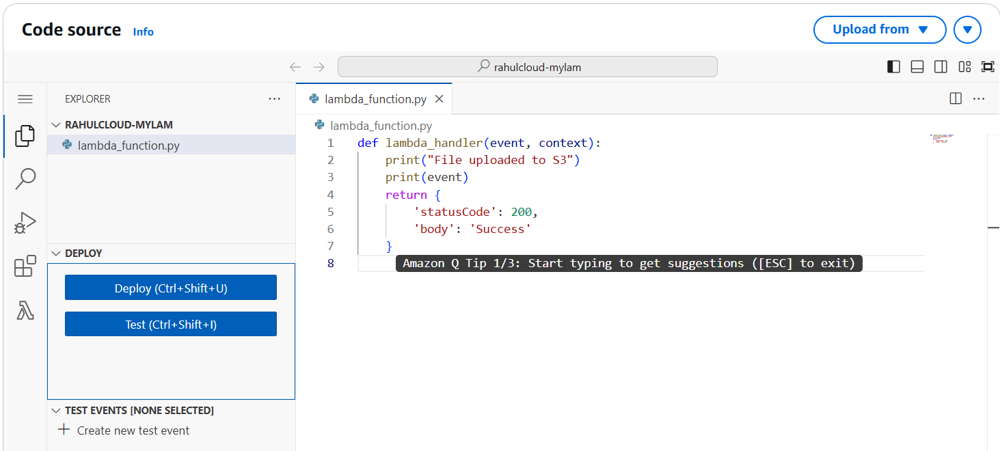 Code source Info
Upload from
rahulcloud-mylam
EXPLORER
RAHULCLOUD-MYLAM
lambda_function.py
DEPLOY
Deploy (Ctrl+Shift+U)
Test (Ctrl+Shift+I)
TEST EVENTS [NONE SELECTED]
Create new test event
lambda_function.py
lambda_function.py
1 def lambda_handler(event, context):
2     print("File uploaded to S3")
3     print(event)
4     return {
5         'statusCode': 200,
6         'body': 'Success'
7     }
8 Amazon Q Tip 1/3: Start typing to get suggestions ([ESC] to exit)